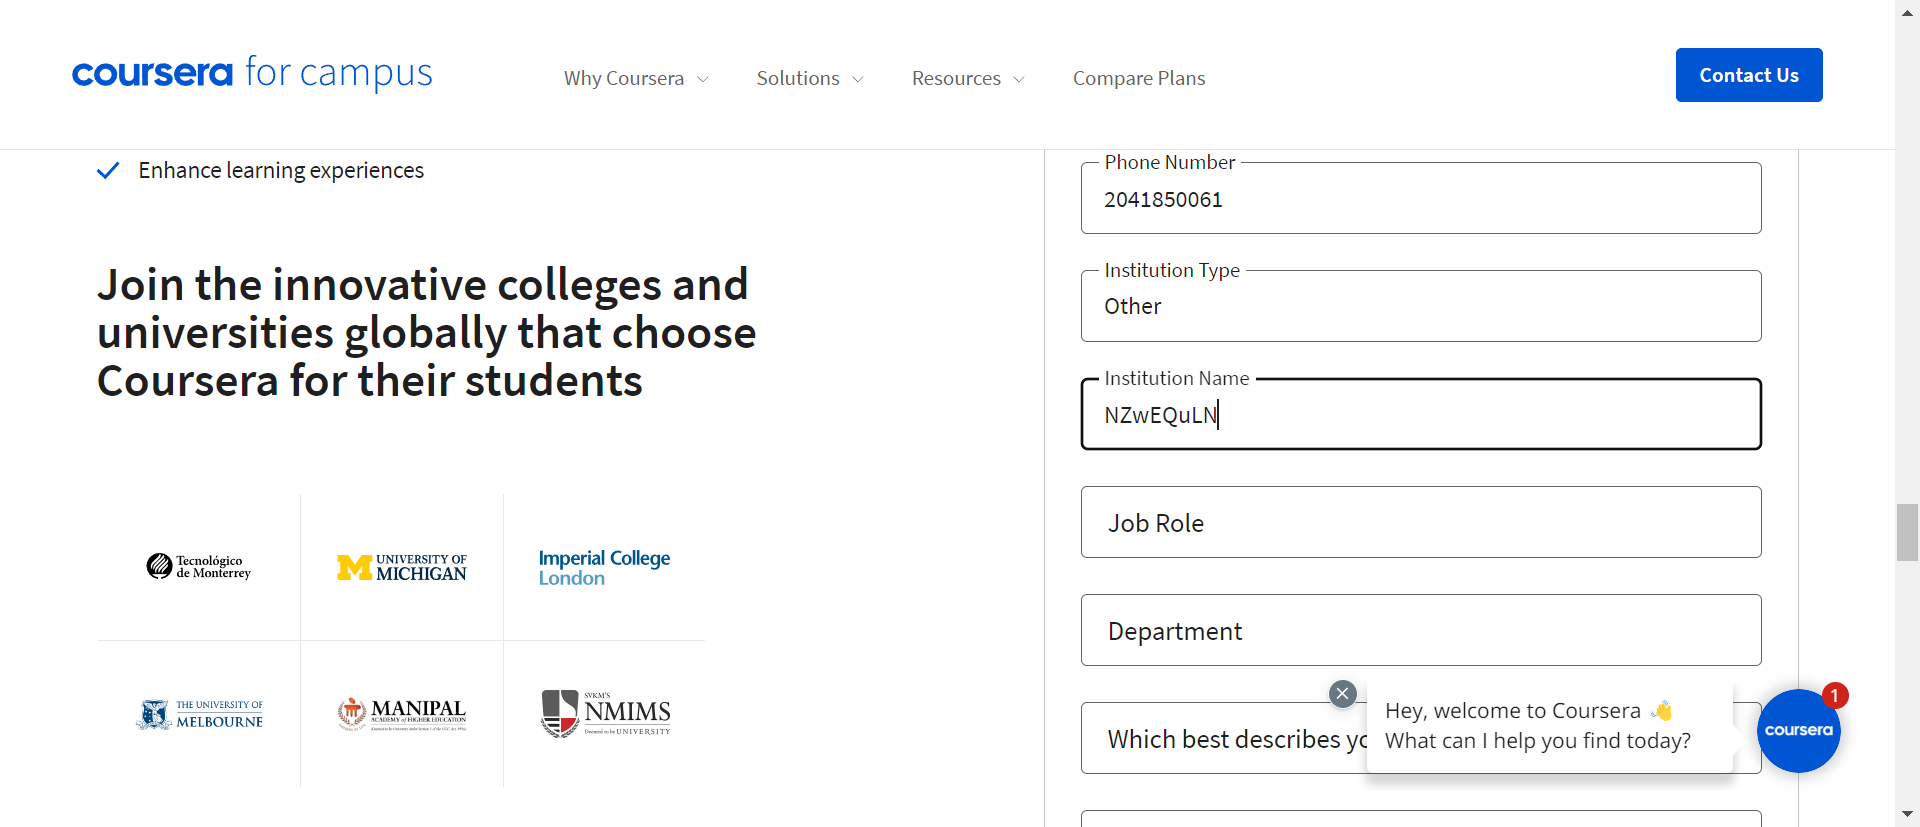 coursera for campus
Why Coursera
Solutions
Resources
Compare Plans
Contact Us
Enhance learning experiences
Join the innovative colleges and
universities globally that choose
Coursera for their students
Tecnológico
de Monterrey
M UNIVERSITY OF
MICHIGAN
Imperial College
London
THE UNIVERSITY OF
MELBOURNE
MANIPAL
ACADEMY of HIGHER EDUCATION
SVKM'S
NMIMS
Deemed to be UNIVERSITY
Phone Number
2041850061
Institution Type
Other
Institution Name
NZwEQuLN
Job Role
Department
Which best describes yo
Hey, welcome to Coursera 👋
What can I help you find today?
coursera
1